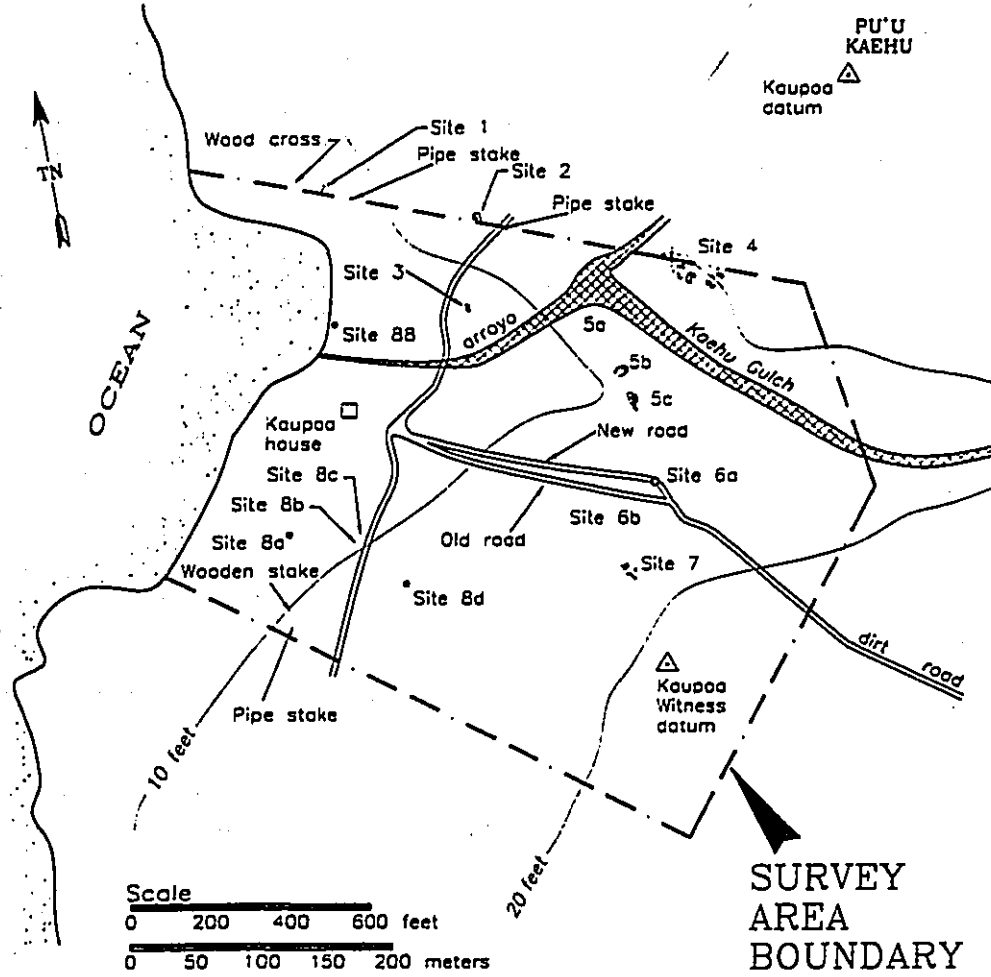 PU'U
KAEHU
Kaupoa
datum
Site 1
Wood cross
Pipe stake
TN
Site 2
Pipe stake
Site 4
Site 3
Site 88
arroyo
5a
Kaehu Gulch
OCEAN
5b
5c
Kaupoa
house
New road
Site 8c
Site 6a
Site 8b
Site 6b
Old road
Site 8a
Site 7
Wooden stake
Site 8d
dirt road
Kaupoa
Witness
datum
Pipe stake
10 feet
20 feet
SURVEY
AREA
BOUNDARY
Scale
0 200 400 600 feet
0 50 100 150 200 meters